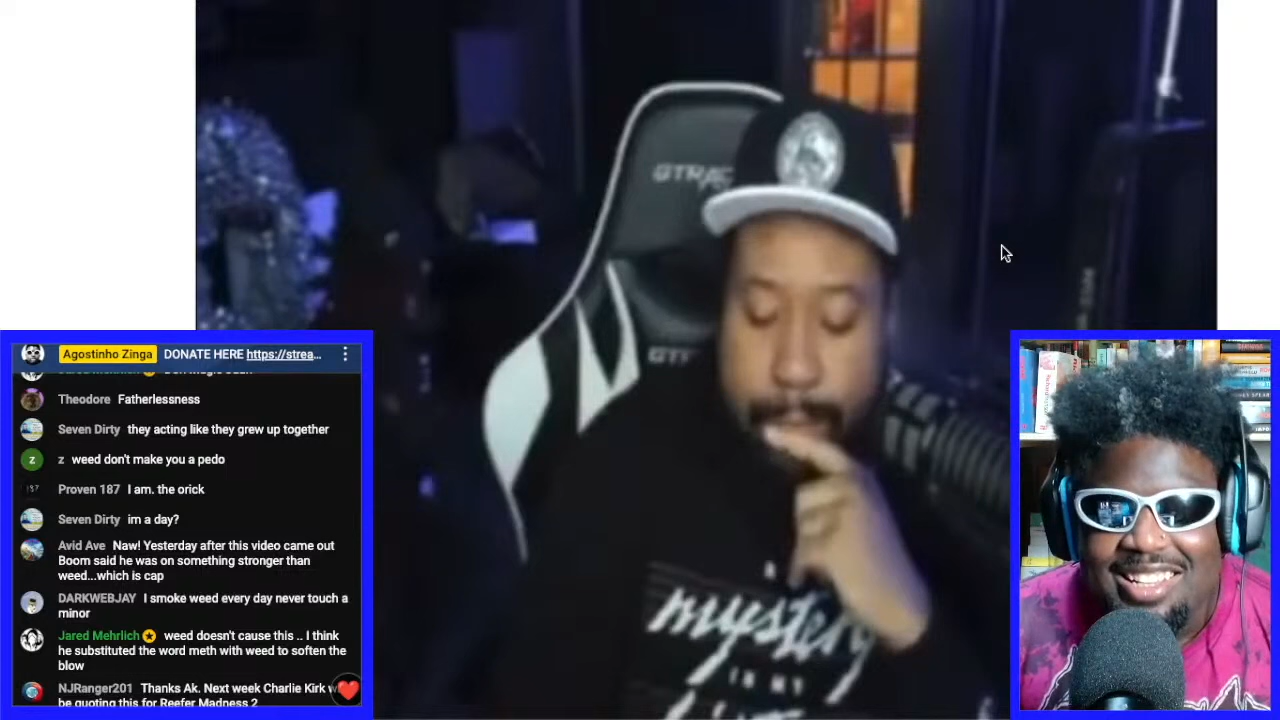 GTRAC
GTR
mystery
IN MY
Agostinho Zinga DONATE HERE https://strea...
Theodore Fatherlessness
Seven Dirty they acting like they grew up together
z weed don't make you a pedo
Proven 187 I am. the orick
Seven Dirty im a day?
Avid Ave Naw! Yesterday after this video came out
Boom said he was on something stronger than
weed...which is cap
DARKWEBJAY I smoke weed every day never touch a
minor
Jared Mehrlich weed doesn't cause this .. I think
he substituted the word meth with weed to soften the
blow
NJRanger201 Thanks Ak. Next week Charlie Kirk w
be quoting this for Reefer Madness 2